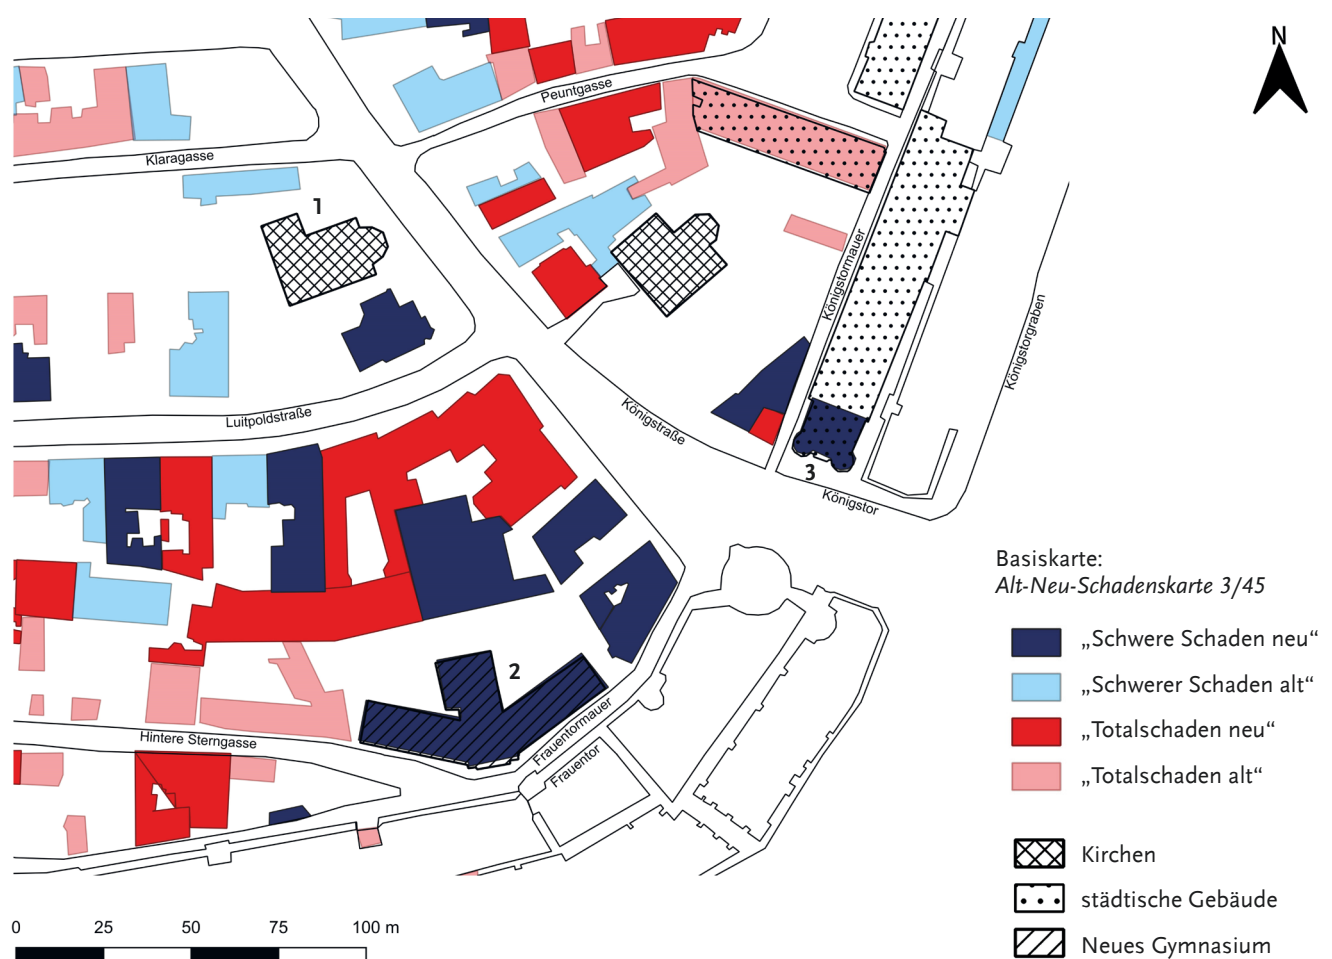 N
Peuntgasse
Klaragasse
1
Königstormauer
Königstorgraben
Luitpoldstraße
Königstraße
3
Königstor
Basiskarte:
Alt-Neu-Schadenskarte 3/45
„Schwere Schaden neu“
„Schwerer Schaden alt“
„Totalschaden neu“
„Totalschaden alt“
2
Frauentormauer
Frauentor
Hintere Sterngasse
Kirchen
städtische Gebäude
Neues Gymnasium
0 25 50 75 100 m